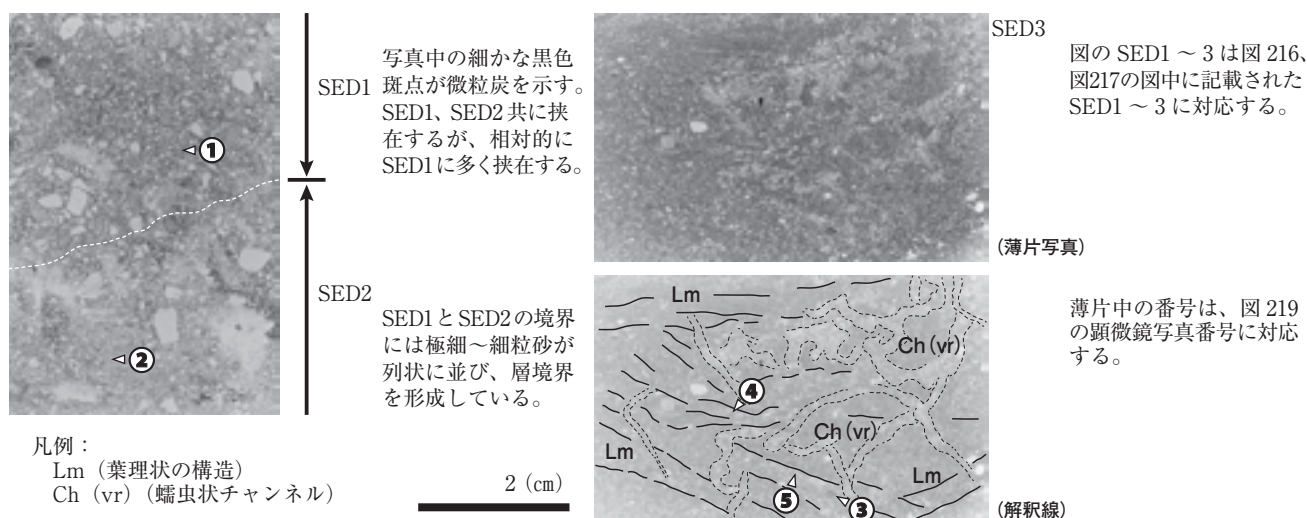 SED1
写真中の細かな黒色
斑点が微粒炭を示す。
SED1、SED2 共に挟
在するが、相対的に
SED1に多く挟在する。
①
SED2
SED1とSED2の境界
には極細～細粒砂が
列状に並び、層境界
を形成している。
②
凡例：
Lm（葉理状の構造）
Ch（vr）（蠕虫状チャンネル）
2（㎝）
SED3
図の SED1 ～ 3 は図 216、
図217の図中に記載された
SED1 ～ 3 に対応する。
(薄片写真)
Lm
Ch（vr）
④
Ch（vr）
Lm
Lm
⑤
③
薄片中の番号は、図 219
の顕微鏡写真番号に対応
する。
(解釈線)